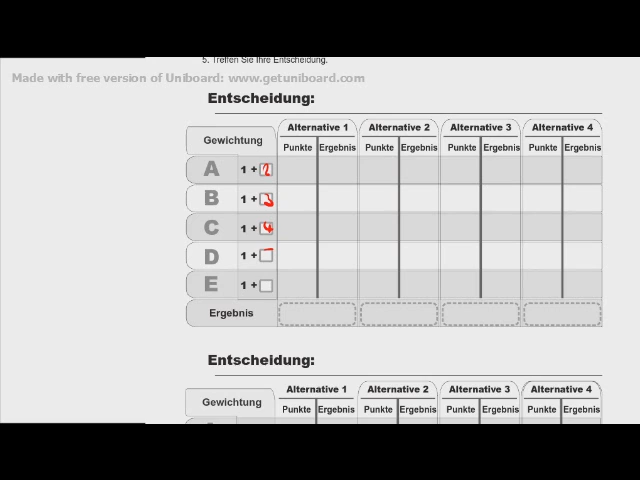 5. Treffen Sie Ihre Entscheidung.
Made with free version of Uniboard: www.getuniboard.com
Entscheidung:
Gewichtung Alternative 1 Alternative 2 Alternative 3 Alternative 4
Punkte Ergebnis Punkte Ergebnis Punkte Ergebnis Punkte Ergebnis
A 1 + 2
B 1 +
C 1 + 4
D 1 +
E 1 +
Ergebnis
Entscheidung:
Gewichtung Alternative 1 Alternative 2 Alternative 3 Alternative 4
Punkte Ergebnis Punkte Ergebnis Punkte Ergebnis Punkte Ergebnis